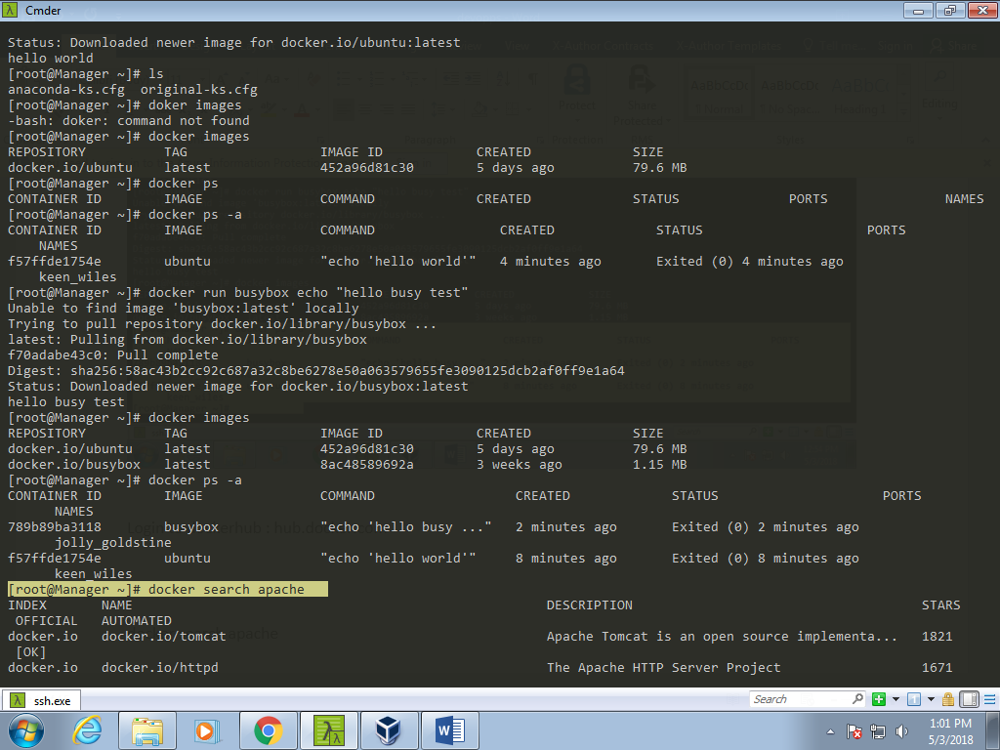 Cmder
Status: Downloaded newer image for docker.io/ubuntu:latest
hello world
[root@Manager ~]# ls
anaconda-ks.cfg  original-ks.cfg
[root@Manager ~]# doker images
-bash: doker: command not found
[root@Manager ~]# docker images
REPOSITORY          TAG                 IMAGE ID            CREATED             SIZE
docker.io/ubuntu    latest              452a96d81c30        5 days ago          79.6 MB
[root@Manager ~]# docker ps
CONTAINER ID        IMAGE               COMMAND             CREATED             STATUS              PORTS               NAMES
[root@Manager ~]# docker ps -a
CONTAINER ID        IMAGE               COMMAND                CREATED             STATUS                     PORTS
    NAMES
f57ffde1754e        ubuntu              "echo 'hello world'"   4 minutes ago       Exited (0) 4 minutes ago
    keen_wiles
[root@Manager ~]# docker run busybox echo "hello busy test"
Unable to find image 'busybox:latest' locally
Trying to pull repository docker.io/library/busybox ...
latest: Pulling from docker.io/library/busybox
f70adabe43c0: Pull complete
Digest: sha256:58ac43b2cc92c687a32c8be6278e50a063579655fe3090125dcb2af0ff9e1a64
Status: Downloaded newer image for docker.io/busybox:latest
hello busy test
[root@Manager ~]# docker images
REPOSITORY          TAG                 IMAGE ID            CREATED             SIZE
docker.io/ubuntu    latest              452a96d81c30        5 days ago          79.6 MB
docker.io/busybox   latest              8ac48589692a        3 weeks ago         1.15 MB
[root@Manager ~]# docker ps -a
CONTAINER ID        IMAGE               COMMAND                  CREATED             STATUS                     PORTS
      NAMES
789b89ba3118        busybox             "echo 'hello busy ..."   2 minutes ago       Exited (0) 2 minutes ago
      jolly_goldstine
f57ffde1754e        ubuntu              "echo 'hello world'"     8 minutes ago       Exited (0) 8 minutes ago
      keen_wiles
[root@Manager ~]# docker search apache
INDEX       NAME                                                     DESCRIPTION                                     STARS
 OFFICIAL   AUTOMATED
docker.io   docker.io/tomcat                                         Apache Tomcat is an open source implementa...   1821
 [OK]
docker.io   docker.io/httpd                                          The Apache HTTP Server Project                  1671
ssh.exe
Search
1:01 PM
5/3/2018